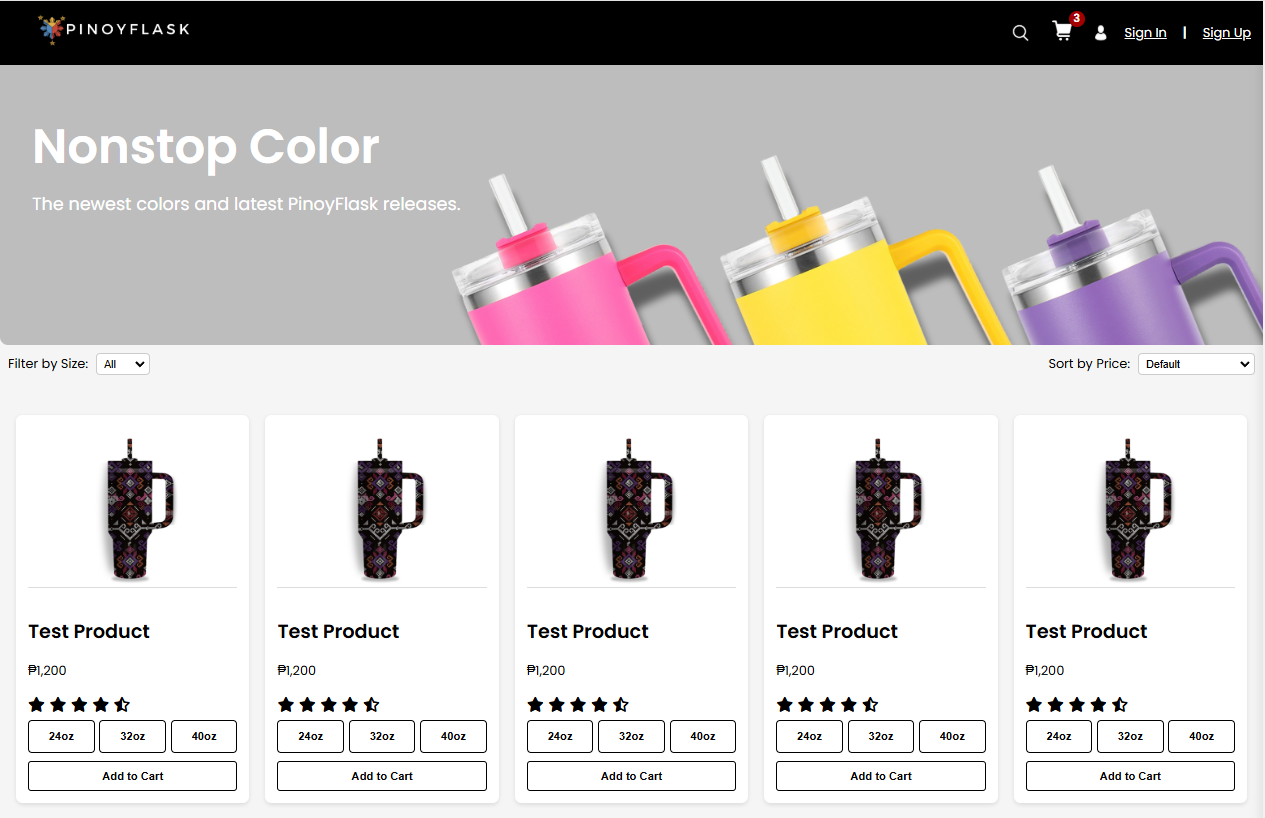 PINOYFLASK
3
Sign In | Sign Up
Nonstop Color
The newest colors and latest PinoyFlask releases.
Filter by Size: All
Sort by Price: Default
Test Product Test Product Test Product Test Product Test Product
₱1,200 ₱1,200 ₱1,200 ₱1,200 ₱1,200
24oz 32oz 40oz 24oz 32oz 40oz 24oz 32oz 40oz 24oz 32oz 40oz 24oz 32oz 40oz
Add to Cart Add to Cart Add to Cart Add to Cart Add to Cart